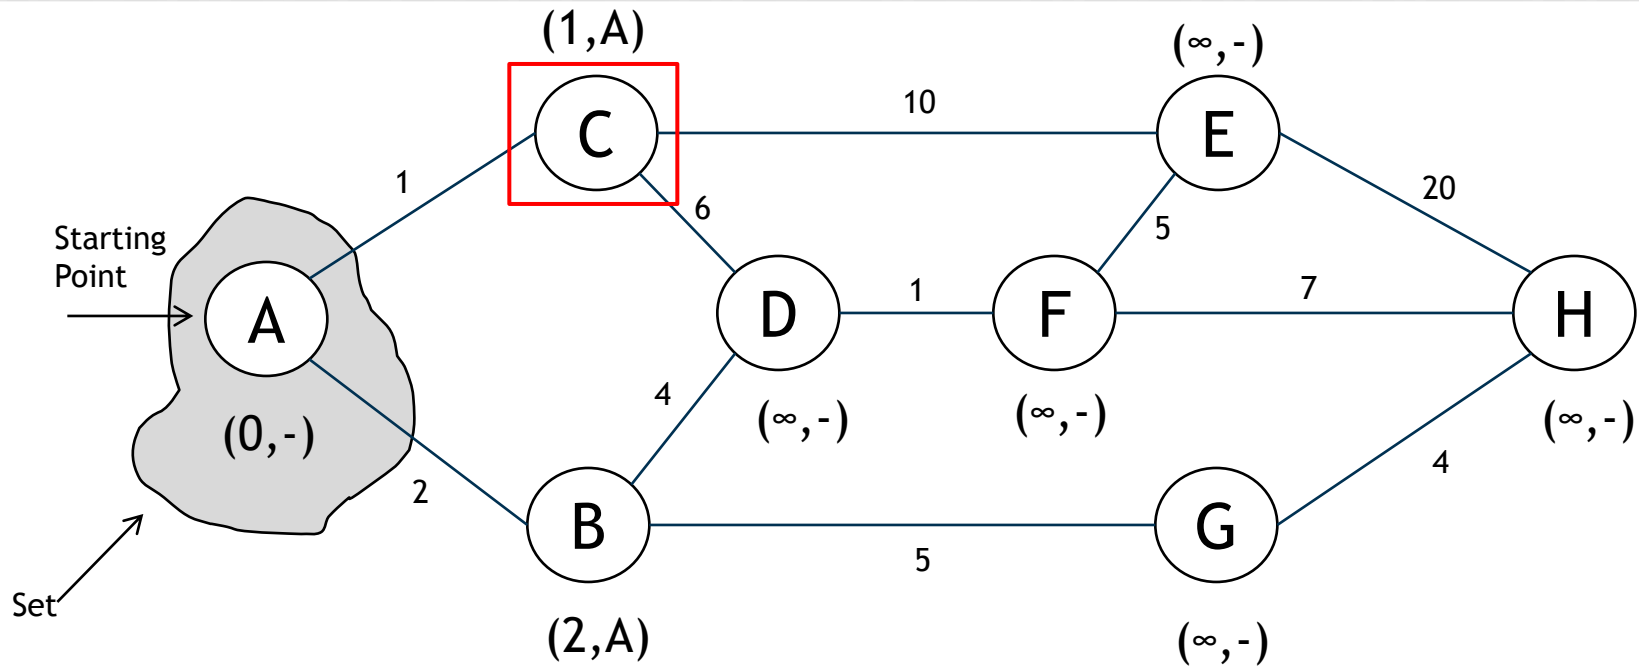 (1,A)
(∞,-)
C
10
E
1
6
20
Starting
Point
5
A
D
1
F
7
H
(0,-)
4
(∞,-)
(∞,-)
(∞,-)
2
4
B
5
G
Set
(2,A)
(∞,-)